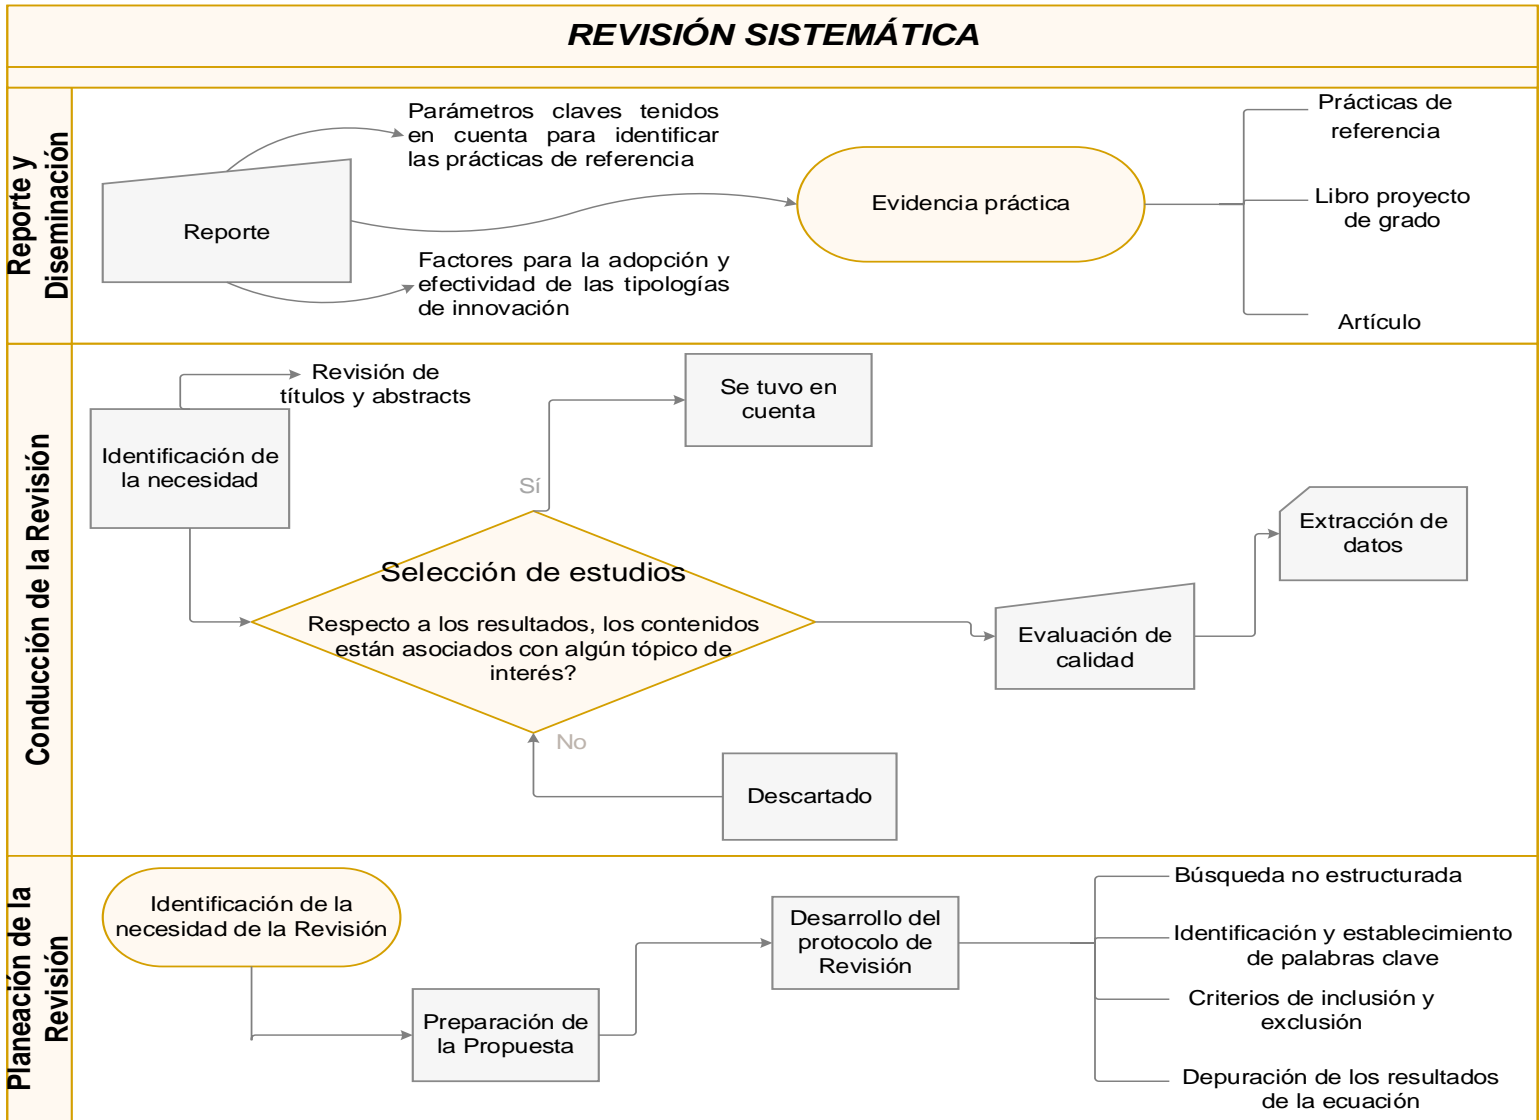 REVISIÓN SISTEMÁTICA
Reporte y
Diseminación
Parámetros claves tenidos
en cuenta para identificar
las prácticas de referencia
Reporte
Factores para la adopción y
efectividad de las tipologías
de innovación
Evidencia práctica
Prácticas de
referencia
Libro proyecto
de grado
Artículo
Conducción de la Revisión
Revisión de
títulos y abstracts
Identificación de
la necesidad
Se tuvo en
cuenta
Sí
Selección de estudios
Respecto a los resultados, los contenidos
están asociados con algún tópico de
interés?
No
Descartado
Evaluación de
calidad
Extracción de
datos
Planeación de la
Revisión
Identificación de la
necesidad de la Revisión
Preparación de
la Propuesta
Desarrollo del
protocolo de
Revisión
Búsqueda no estructurada
Identificación y establecimiento
de palabras clave
Criterios de inclusión y
exclusión
Depuración de los resultados
de la ecuación